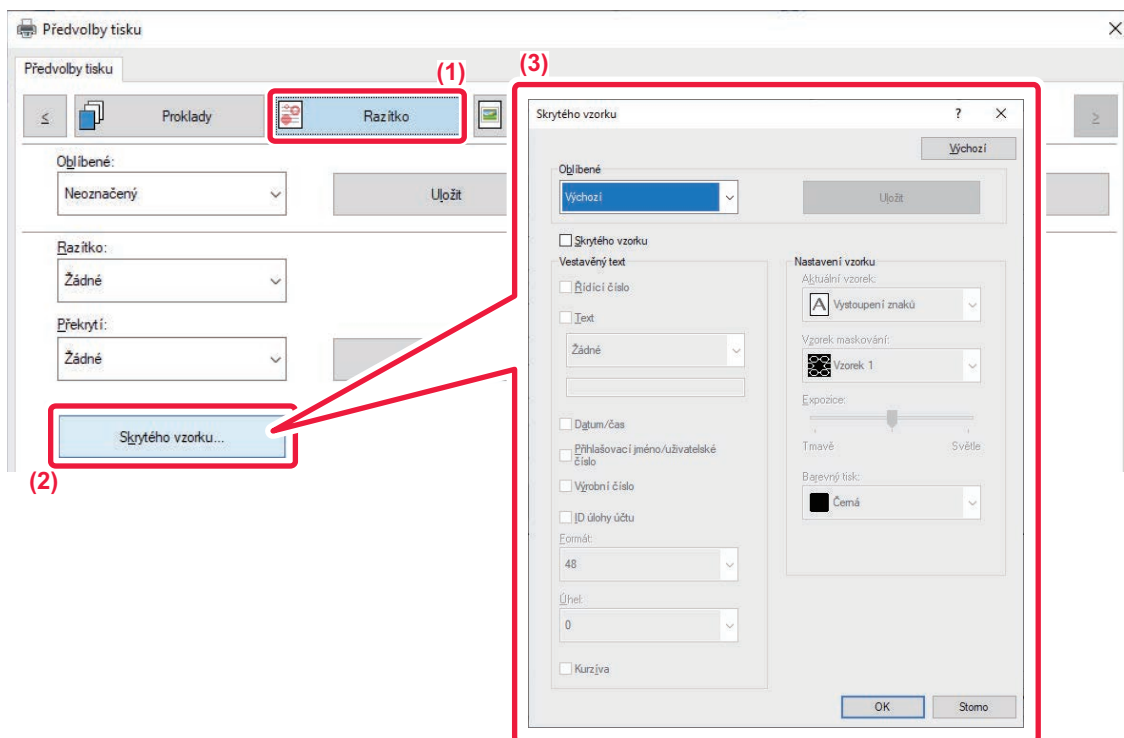 Předvolby tisku
Předvolby tisku
(1)
(3)
<
Proklady
Razítko
>
Oblíbené:
Neoznačený
Uložit
Razítko:
Žádné
Překrytí:
Žádné
Skrytého vzorku...
(2)
Skrytého vzorku
?
Výchozí
Oblíbené
Výchozí
Uložit
Skrytého vzorku
Vestavěný text
Řídicí číslo
Text
Žádné
Datum/čas
Přihlašovací jméno/uživatelské
číslo
Výrobní číslo
ID úlohy účtu
Formát:
48
Úhel:
0
Kurzíva
Nastavení vzorku
Aktuální vzorek:
A
Vystoupení znaků
Vzorek maskování:
Vzorek 1
Expozice:
Tmavě
Světle
Barevný tisk:
Černá
OK
Storno